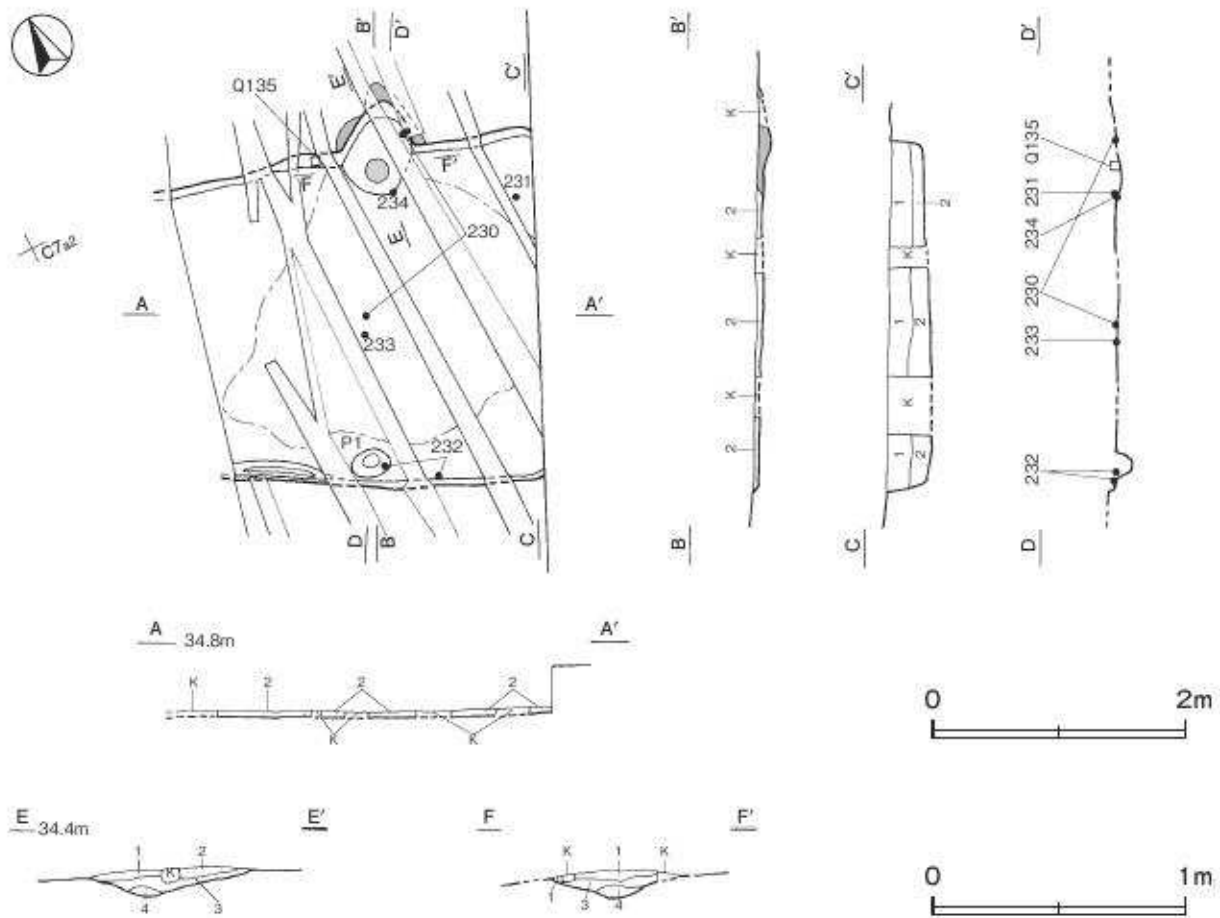 B' D'
E'
C'
Q135
F F'
231
234
E
230
C7a2
A A'
233
P1
232
D B
C
B'
K
2
K
2
K
2
B
C'
1 2
K
1 2
K
1 2
C
D'
Q135
231
234
230
233
232
D
A 34.8m A'
K 2 2 2
K K
E 34.4m E'
1 2
K
4 3
F F'
K 1 K
1 3 4
0 2m
0 1m